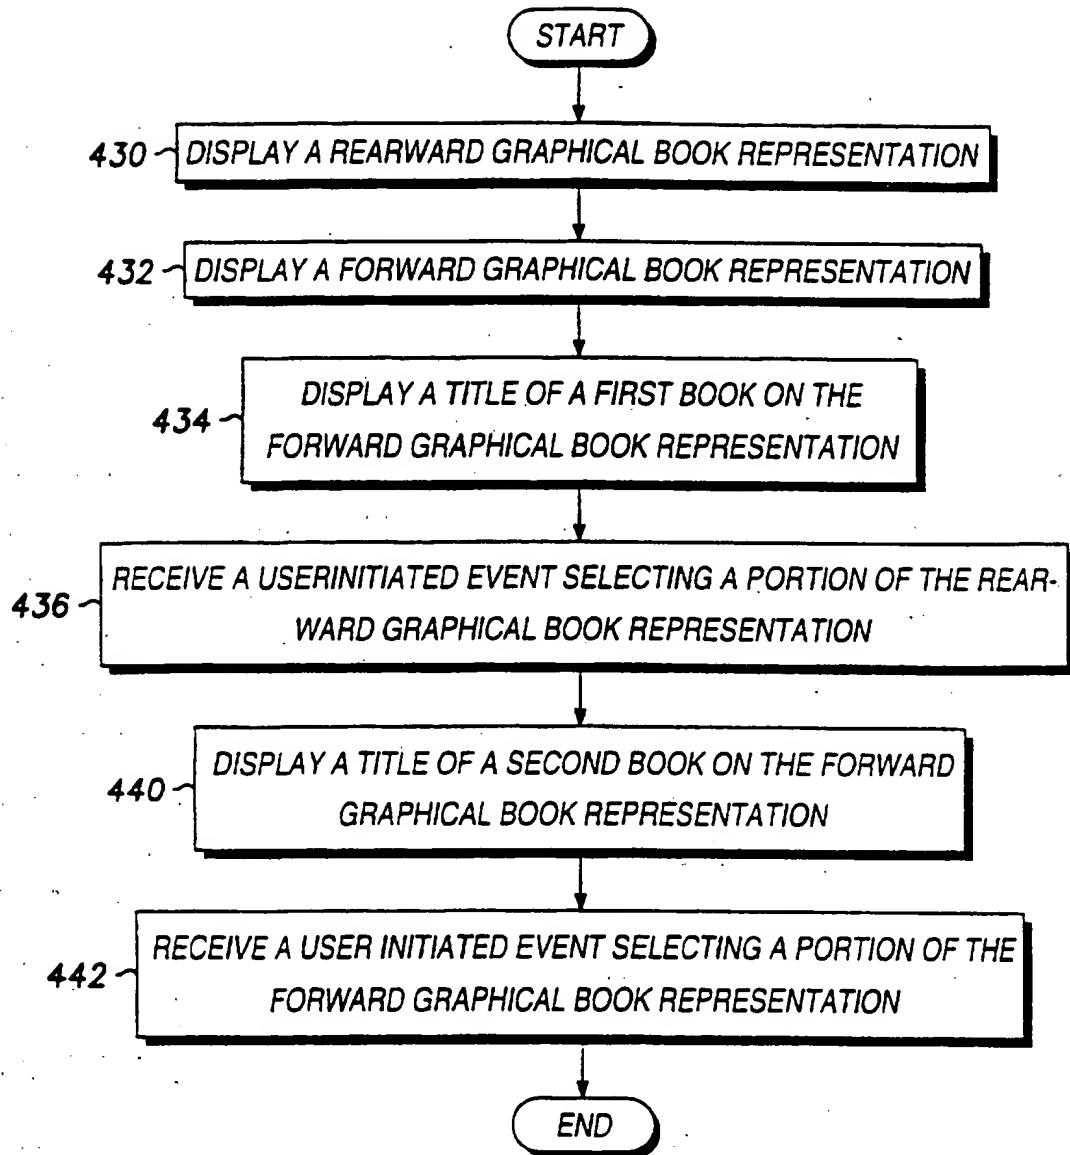 START
430 DISPLAY A REARWARD GRAPHICAL BOOK REPRESENTATION
432 DISPLAY A FORWARD GRAPHICAL BOOK REPRESENTATION
DISPLAY A TITLE OF A FIRST BOOK ON THE
434
FORWARD GRAPHICAL BOOK REPRESENTATION
RECEIVE A USERINITIATED EVENT SELECTING A PORTION OF THE REAR-
436
WARD GRAPHICAL BOOK REPRESENTATION
DISPLAY A TITLE OF A SECOND BOOK ON THE FORWARD
440
GRAPHICAL BOOK REPRESENTATION
RECEIVE A USER INITIATED EVENT SELECTING A PORTION OF THE
442
FORWARD GRAPHICAL BOOK REPRESENTATION
END